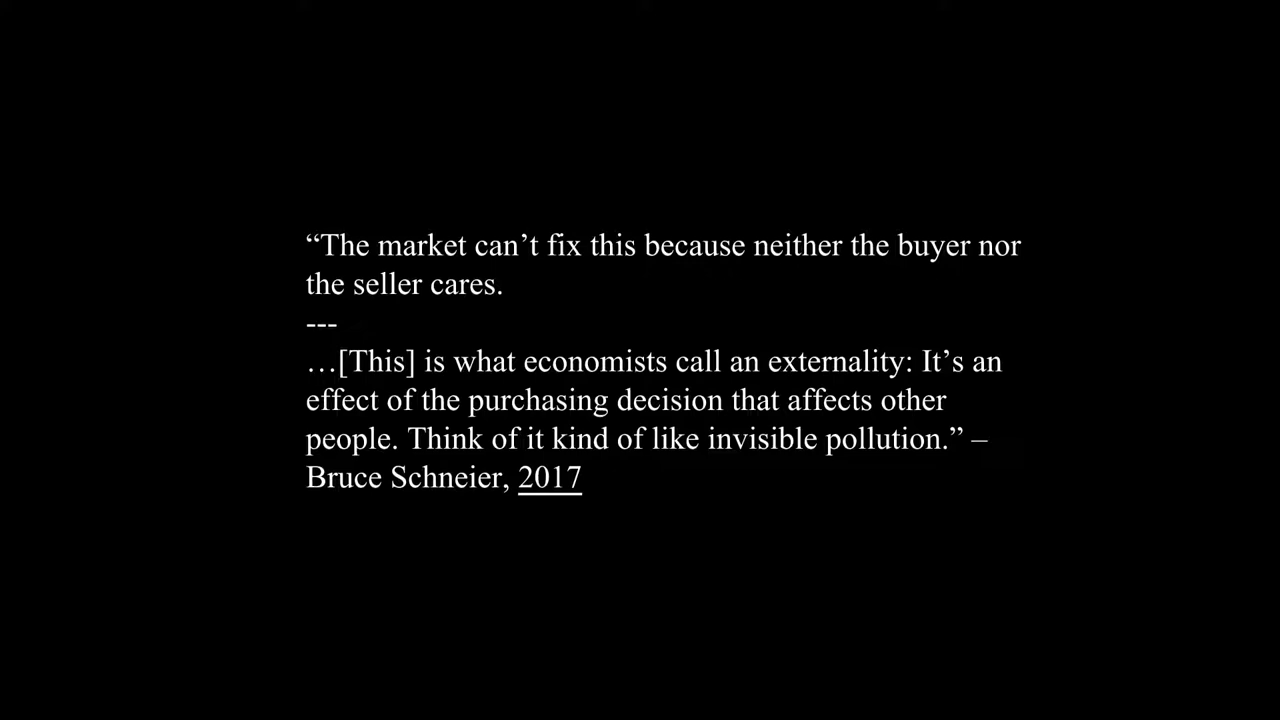 “The market can’t fix this because neither the buyer nor
the seller cares.
---
…[This] is what economists call an externality: It’s an
effect of the purchasing decision that affects other
people. Think of it kind of like invisible pollution.” –
Bruce Schneier, 2017